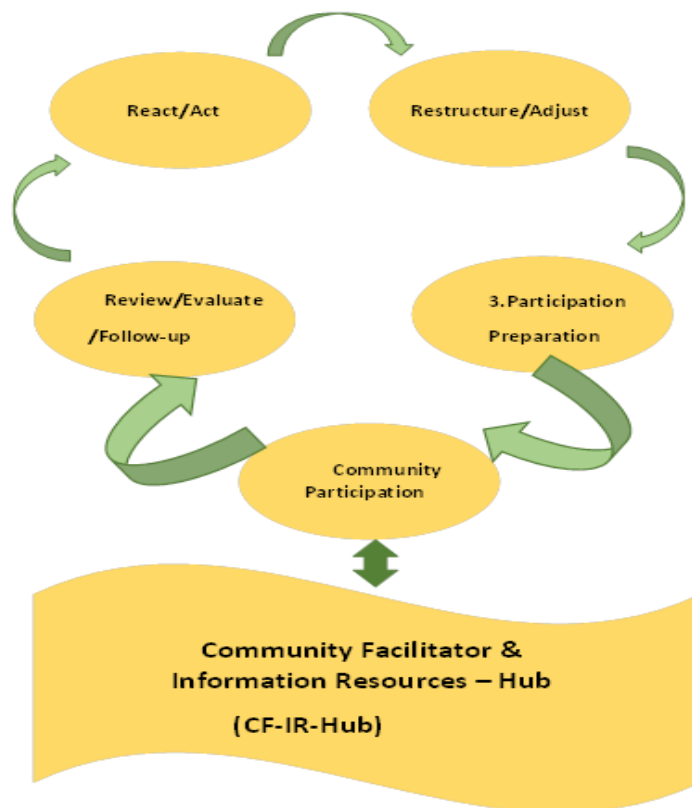 React/Act
Restructure/Adjust
Review/Evaluate
/Follow-up
3.Participation
Preparation
Community
Participation
Community Facilitator &
Information Resources – Hub
(CF-IR-Hub)